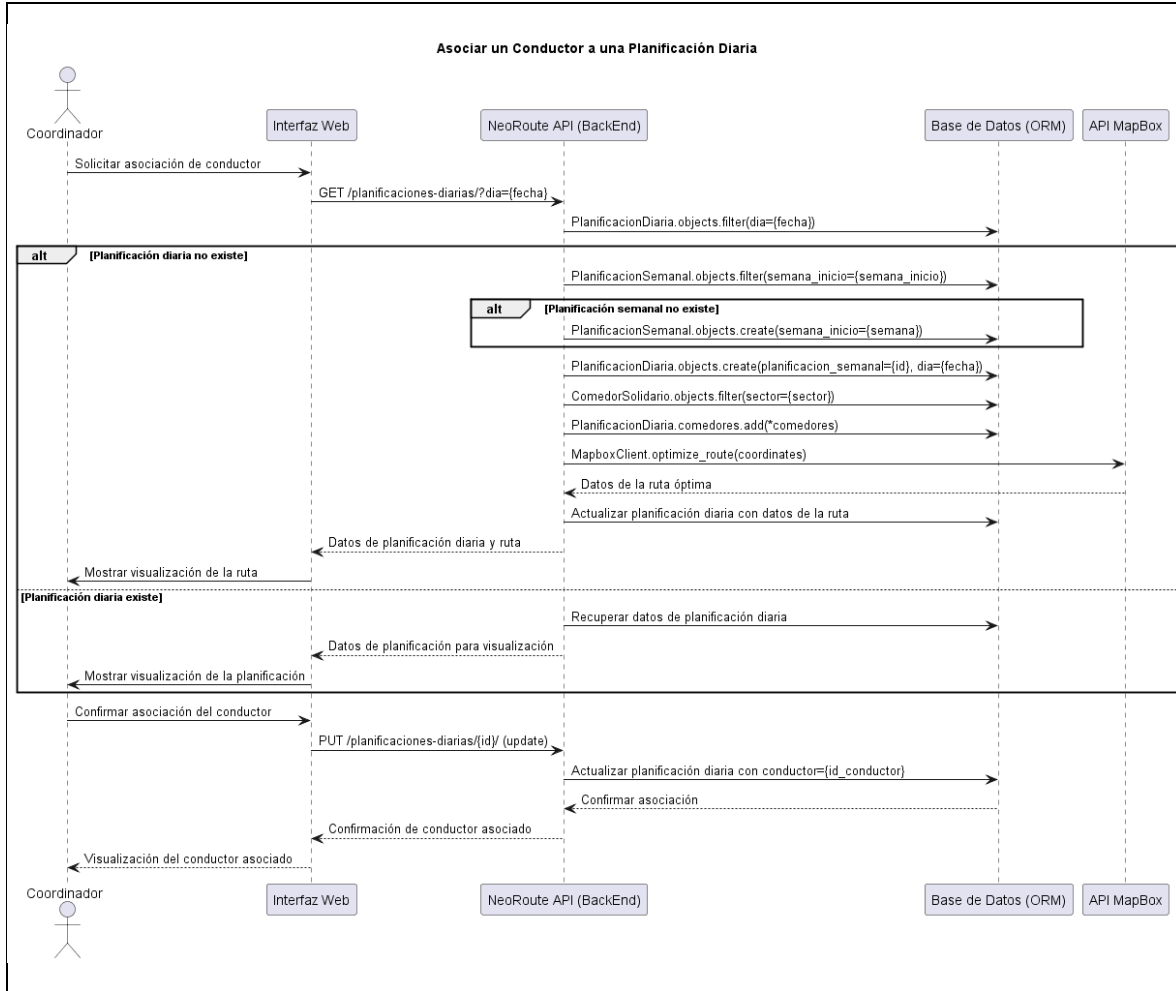 Asociar un Conductor a una Planificación Diaria
Coordinador
Interfaz Web
NeoRoute API (BackEnd)
Base de Datos (ORM)
API MapBox
Solicitar asociación de conductor
GET /planificaciones-diarias/?dia={fecha}
PlanificacionDiaria.objects.filter(dia={fecha})
alt
[Planificación diaria no existe]
PlanificacionSemanal.objects.filter(semana_inicio={semana_inicio})
alt
[Planificación semanal no existe]
PlanificacionSemanal.objects.create(semana_inicio={semana})
PlanificacionDiaria.objects.create(planificacion_semanal={id}, dia={fecha})
ComedorSolidario.objects.filter(sector={sector})
PlanificacionDiaria.comedores.add(*comedores)
MapboxClient.optimize_route(coordinates)
Datos de la ruta óptima
Actualizar planificación diaria con datos de la ruta
Datos de planificación diaria y ruta
Mostrar visualización de la ruta
[Planificación diaria existe]
Recuperar datos de planificación diaria
Datos de planificación para visualización
Mostrar visualización de la planificación
Confirmar asociación del conductor
PUT /planificaciones-diarias/{id}/ (update)
Actualizar planificación diaria con conductor={id_conductor}
Confirmar asociación
Confirmación de conductor asociado
Visualización del conductor asociado
Coordinador
Interfaz Web
NeoRoute API (BackEnd)
Base de Datos (ORM)
API MapBox